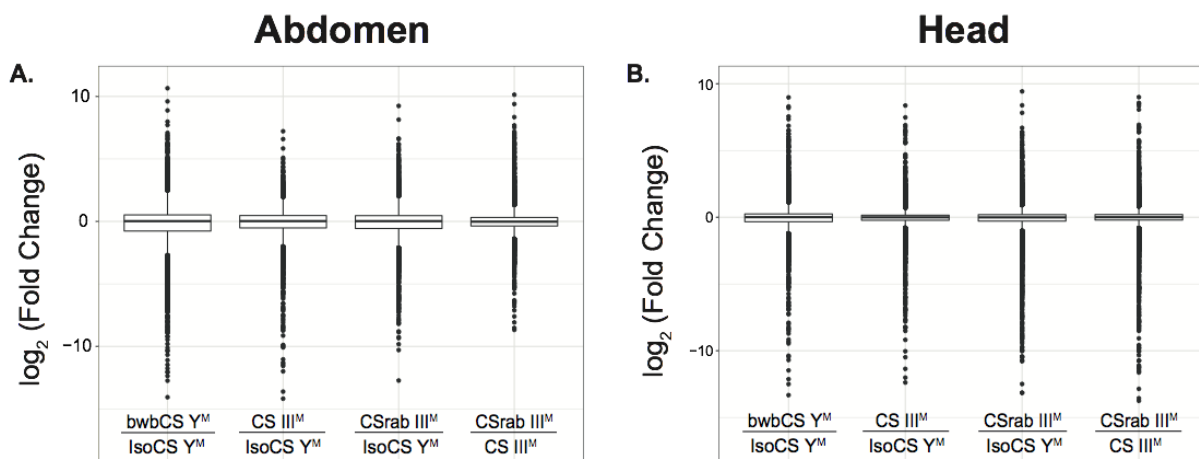 Abdomen
Head
A.
log₂ (Fold Change)
10
0
−10
bwbCS Yᴹ
IsoCS Yᴹ
CS IIIᴹ
IsoCS Yᴹ
CSrab IIIᴹ
IsoCS Yᴹ
CSrab IIIᴹ
CS IIIᴹ
B.
log₂ (Fold Change)
10
0
−10
bwbCS Yᴹ
IsoCS Yᴹ
CS IIIᴹ
IsoCS Yᴹ
CSrab IIIᴹ
IsoCS Yᴹ
CSrab IIIᴹ
CS IIIᴹ